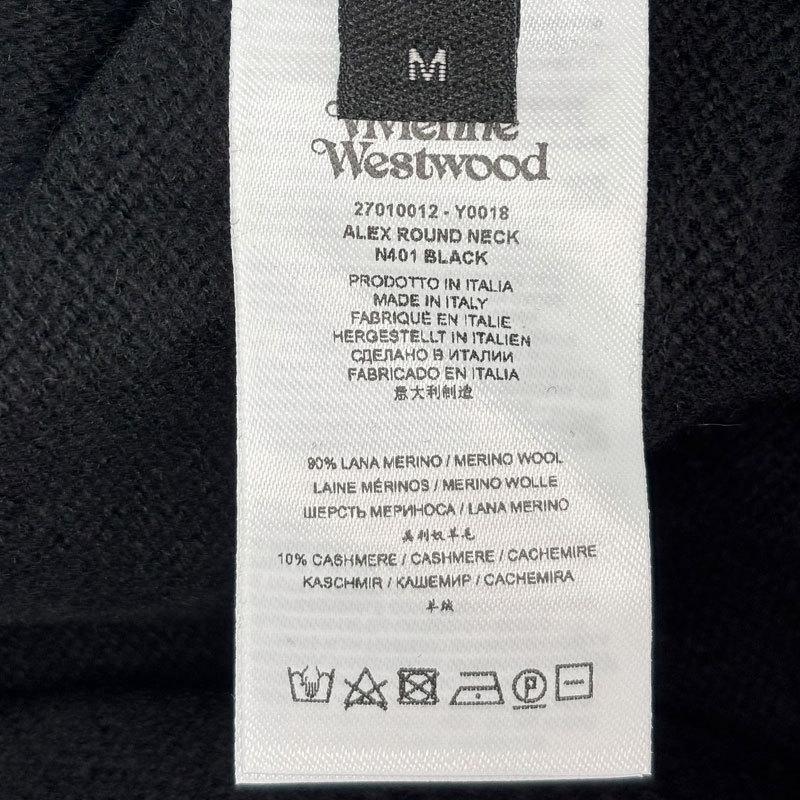 M
Vivienne
Westwood
27010012 - Y0018
ALEX ROUND NECK
N401 BLACK
PRODOTTO IN ITALIA
MADE IN ITALY
FABRIQUÉ EN ITALIE
HERGESTELLT IN ITALIEN
СДЕЛАНО В ИТАЛИИ
FABRICADO EN ITALIA
意大利制造
90% LANA MERINO / MERINO WOOL
LAINE MÉRINOS / MERINO WOLLE
ШЕРСТЬ МЕРИНОСА / LANA MERINO
美利奴羊毛
10% CASHMERE / CASHMERE / CACHEMIRE
KASCHMIR / КАШЕМИР / CACHEMIRA
羊绒
P